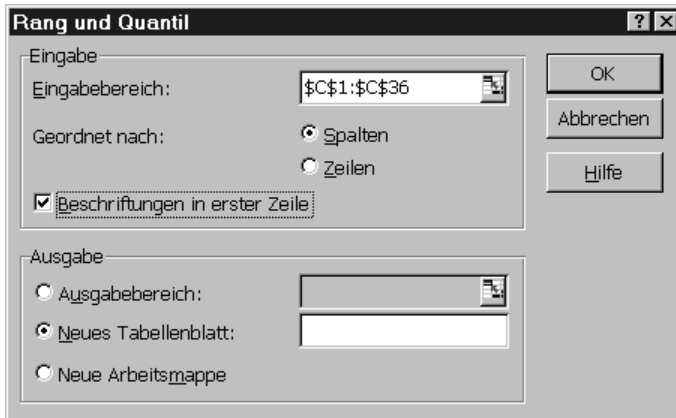 Rang und Quantil
Eingabe
Eingabebereich: $C$1:$C$36
Geordnet nach: Spalten
Zeilen
Beschriftungen in erster Zeile
OK
Abbrechen
Hilfe
Ausgabe
Ausgabebereich:
Neues Tabellenblatt:
Neue Arbeitsmappe